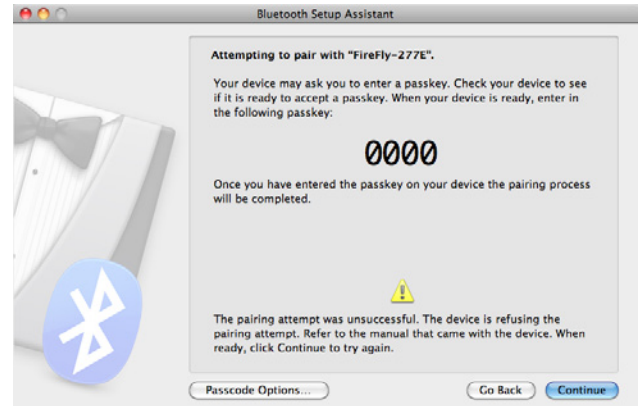 Bluetooth Setup Assistant
Attempting to pair with "FireFly-277E".
Your device may ask you to enter a passkey. Check your device to see
if it is ready to accept a passkey. When your device is ready, enter in
the following passkey:
0000
Once you have entered the passkey on your device the pairing process
will be completed.
The pairing attempt was unsuccessful. The device is refusing the
pairing attempt. Refer to the manual that came with the device. When
ready, click Continue to try again.
Passcode Options... Go Back Continue